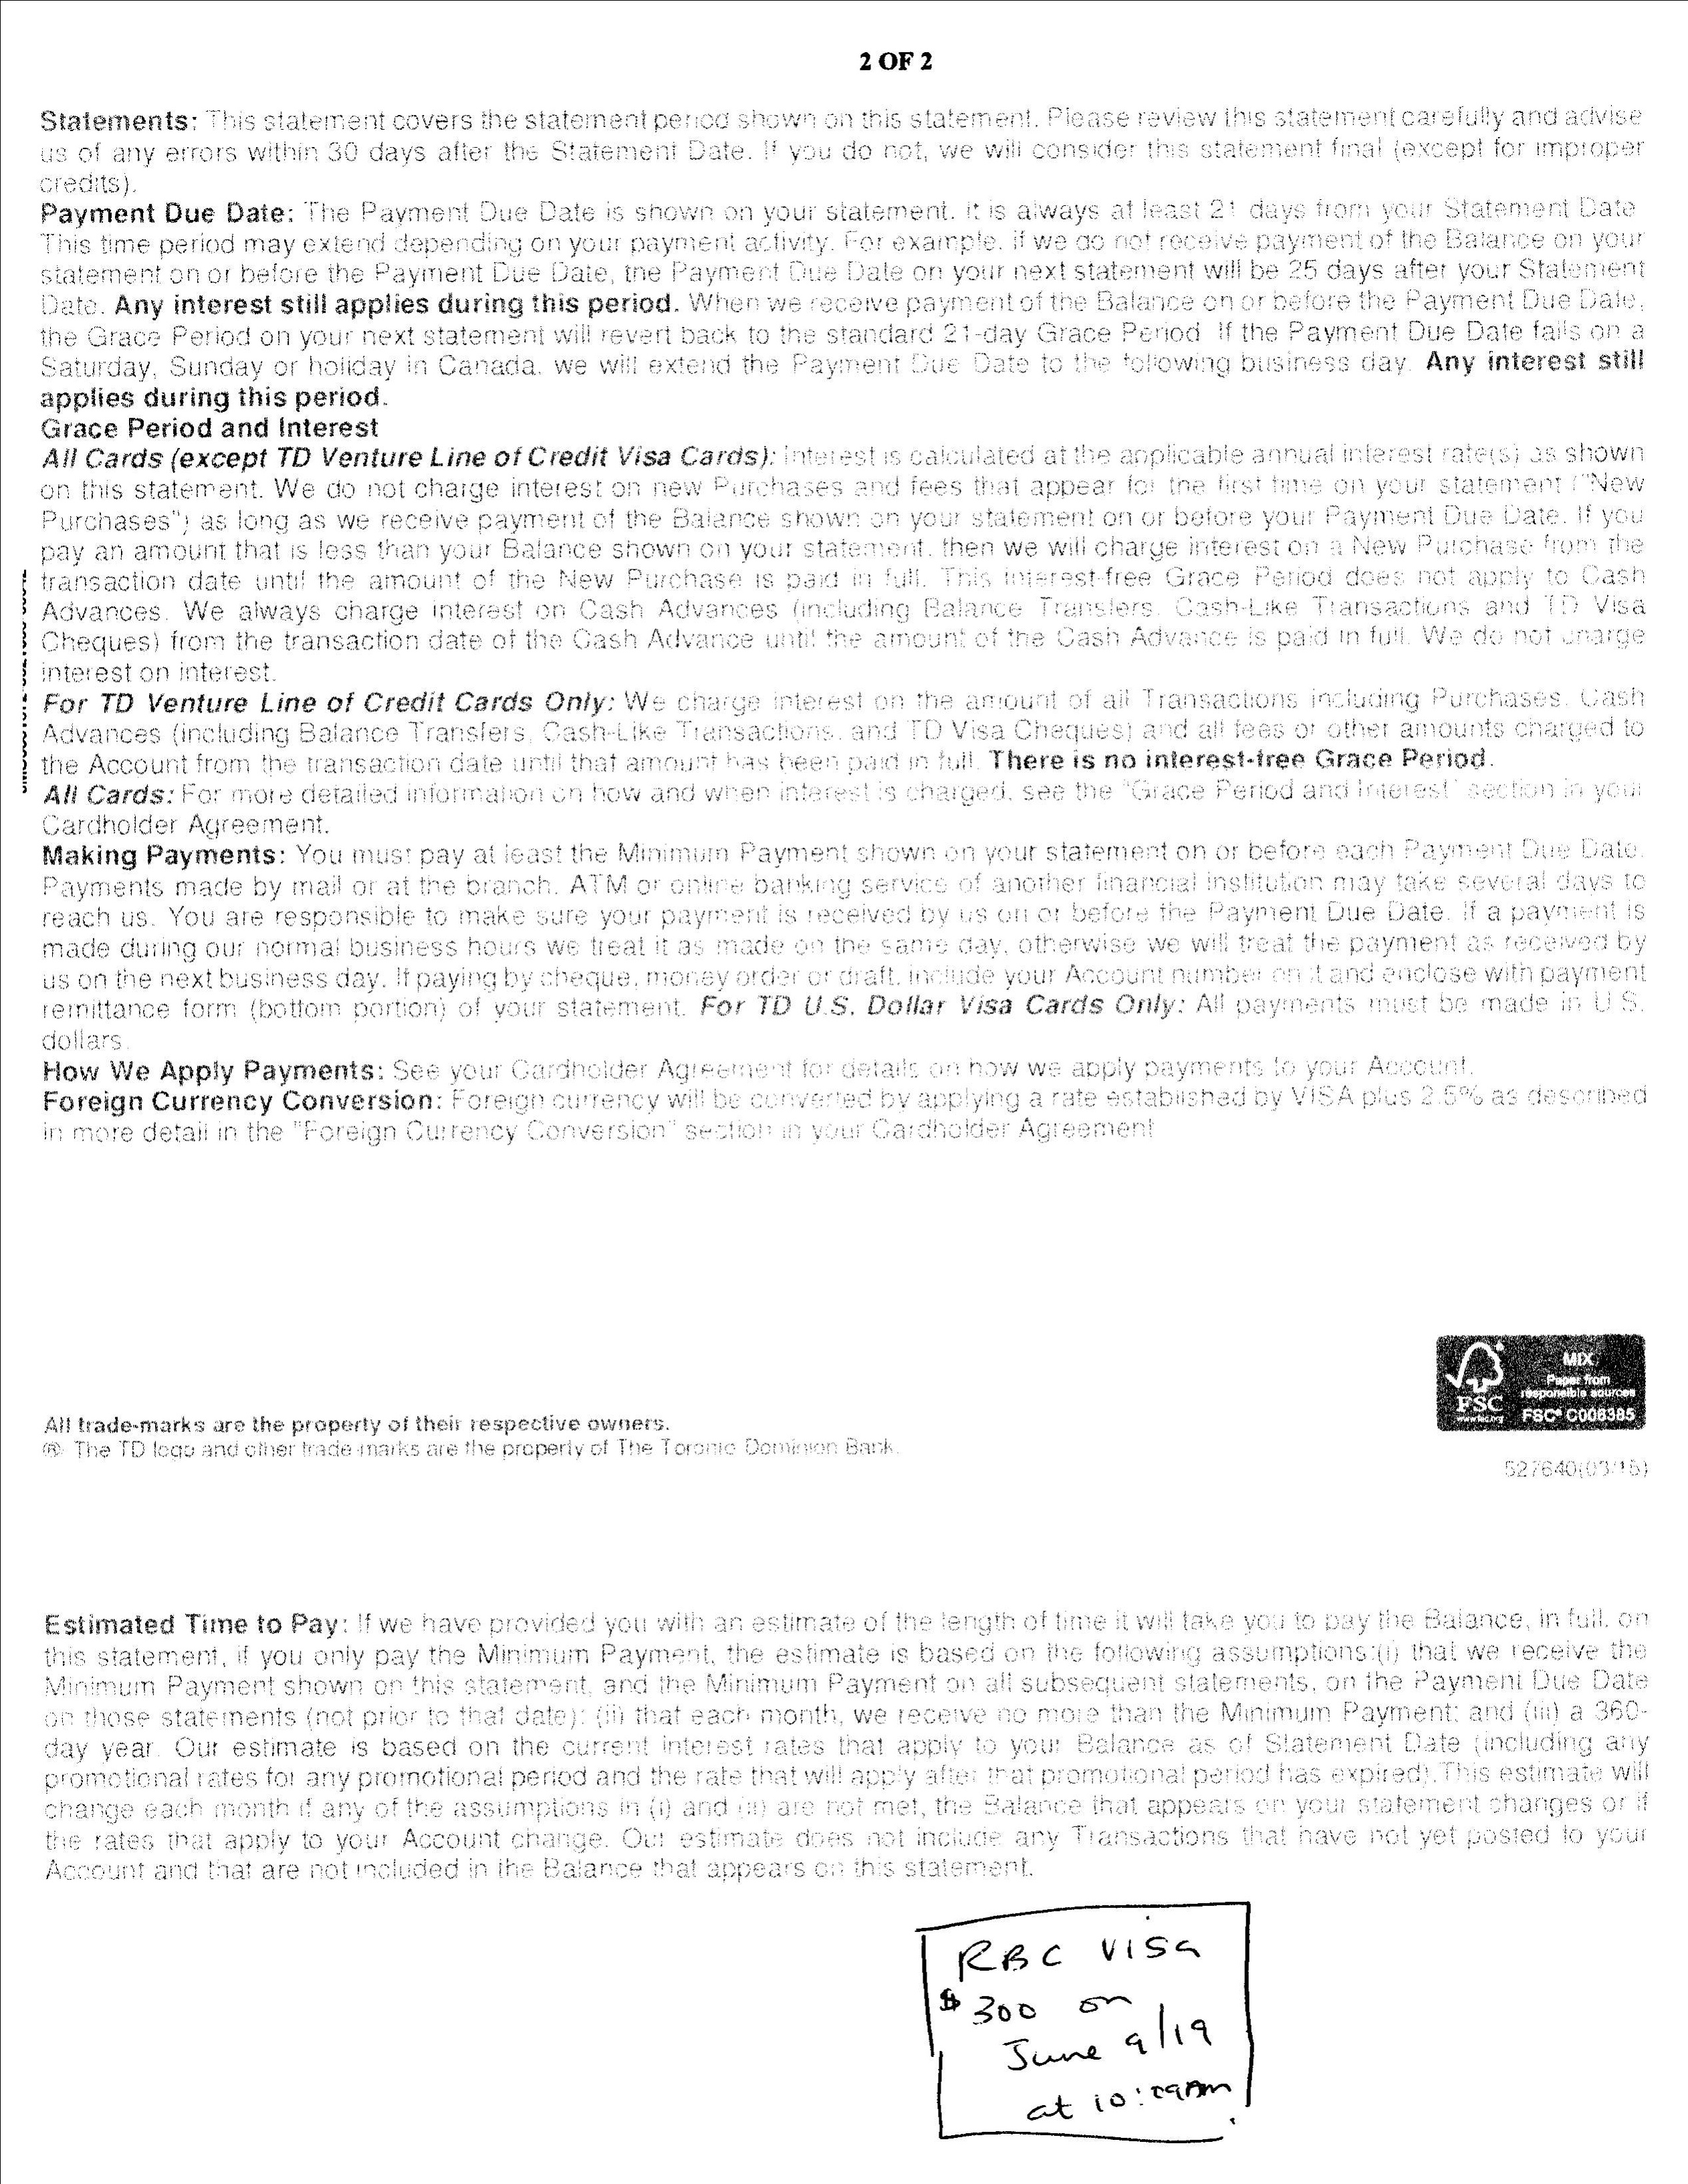 2 OF 2
Statements: This statement covers the statement period shown on this statement. Please review this statement carefully and advise
us of any errors within 30 days after the Statement Date. If you do not, we will consider this statement final (except for improper
credits).
Payment Due Date: The Payment Due Date is shown on your statement. It is always at least 21 days from your Statement Date
This time period may extend depending on your payment activity. For example, if we do not receive payment of the Balance on your
statement on or before the Payment Due Date, the Payment Due Date on your next statement will be 25 days after your Statement
Date. Any interest still applies during this period. When we receive payment of the Balance on or before the Payment Due Date,
the Grace Period on your next statement will revert back to the standard 21-day Grace Period. If the Payment Due Date falls on a
Saturday, Sunday or holiday in Canada, we will extend the Payment Due Date to the following business day. Any interest still
applies during this period.
Grace Period and Interest
All Cards (except TD Venture Line of Credit Visa Cards): Interest is calculated at the applicable annual interest rate(s) as shown
on this statement. We do not charge interest on new Purchases and fees that appear for the first time on your statement ("New
Purchases") as long as we receive payment of the Balance shown on your statement on or before your Payment Due Date. If you
pay an amount that is less than your Balance shown on your statement, then we will charge interest on a New Purchase from the
transaction date until the amount of the New Purchase is paid in full. This interest-free Grace Period does not apply to Cash
Advances. We always charge interest on Cash Advances (including Balance Transfers, Cash-Like Transactions and TD Visa
Cheques) from the transaction date of the Cash Advance until the amount of the Cash Advance is paid in full. We do not charge
interest on interest.
For TD Venture Line of Credit Cards Only: We charge interest on the amount of all Transactions including Purchases, Cash
Advances (including Balance Transfers, Cash-Like Transactions, and TD Visa Cheques) and all fees or other amounts charged to
the Account from the transaction date until that amount has been paid in full. There is no interest-free Grace Period.
All Cards: For more detailed information on how and when interest is charged, see the "Grace Period and Interest" section in your
Cardholder Agreement.
Making Payments: You must pay at least the Minimum Payment shown on your statement on or before each Payment Due Date.
Payments made by mail or at the branch, ATM or online banking service of another financial institution may take several days to
reach us. You are responsible to make sure your payment is received by us on or before the Payment Due Date. If a payment is
made during our normal business hours we treat it as made on the same day, otherwise we will treat the payment as received by
us on the next business day. If paying by cheque, money order or draft, include your Account number on it and enclose with payment
remittance form (bottom portion) of your statement. For TD U.S. Dollar Visa Cards Only: All payments must be made in U.S.
dollars.
How We Apply Payments: See your Cardholder Agreement for details on how we apply payments to your Account.
Foreign Currency Conversion: Foreign currency will be converted by applying a rate established by VISA plus 2.5% as described
in more detail in the "Foreign Currency Conversion" section in your Cardholder Agreement
MIX
Paper from
responsible sources
FSC
FSC® C006385
All trade-marks are the property of their respective owners.
® The TD logo and other trade-marks are the property of The Toronto Dominion Bank.
527640(03/15)
Estimated Time to Pay: If we have provided you with an estimate of the length of time it will take you to pay the Balance, in full, on
this statement, if you only pay the Minimum Payment, the estimate is based on the following assumptions:(i) that we receive the
Minimum Payment shown on this statement, and the Minimum Payment on all subsequent statements, on the Payment Due Date
on those statements (not prior to that date); (ii) that each month, we receive no more than the Minimum Payment; and (iii) a 360-
day year. Our estimate is based on the current interest rates that apply to your Balance as of Statement Date (including any
promotional rates for any promotional period and the rate that will apply after that promotional period has expired). This estimate will
change each month if any of the assumptions in (i) and (ii) are not met, the Balance that appears on your statement changes or if
the rates that apply to your Account change. Our estimate does not include any Transactions that have not yet posted to your
Account and that are not included in the Balance that appears on this statement.
RBC VISA
$300 on
June 9/19
at